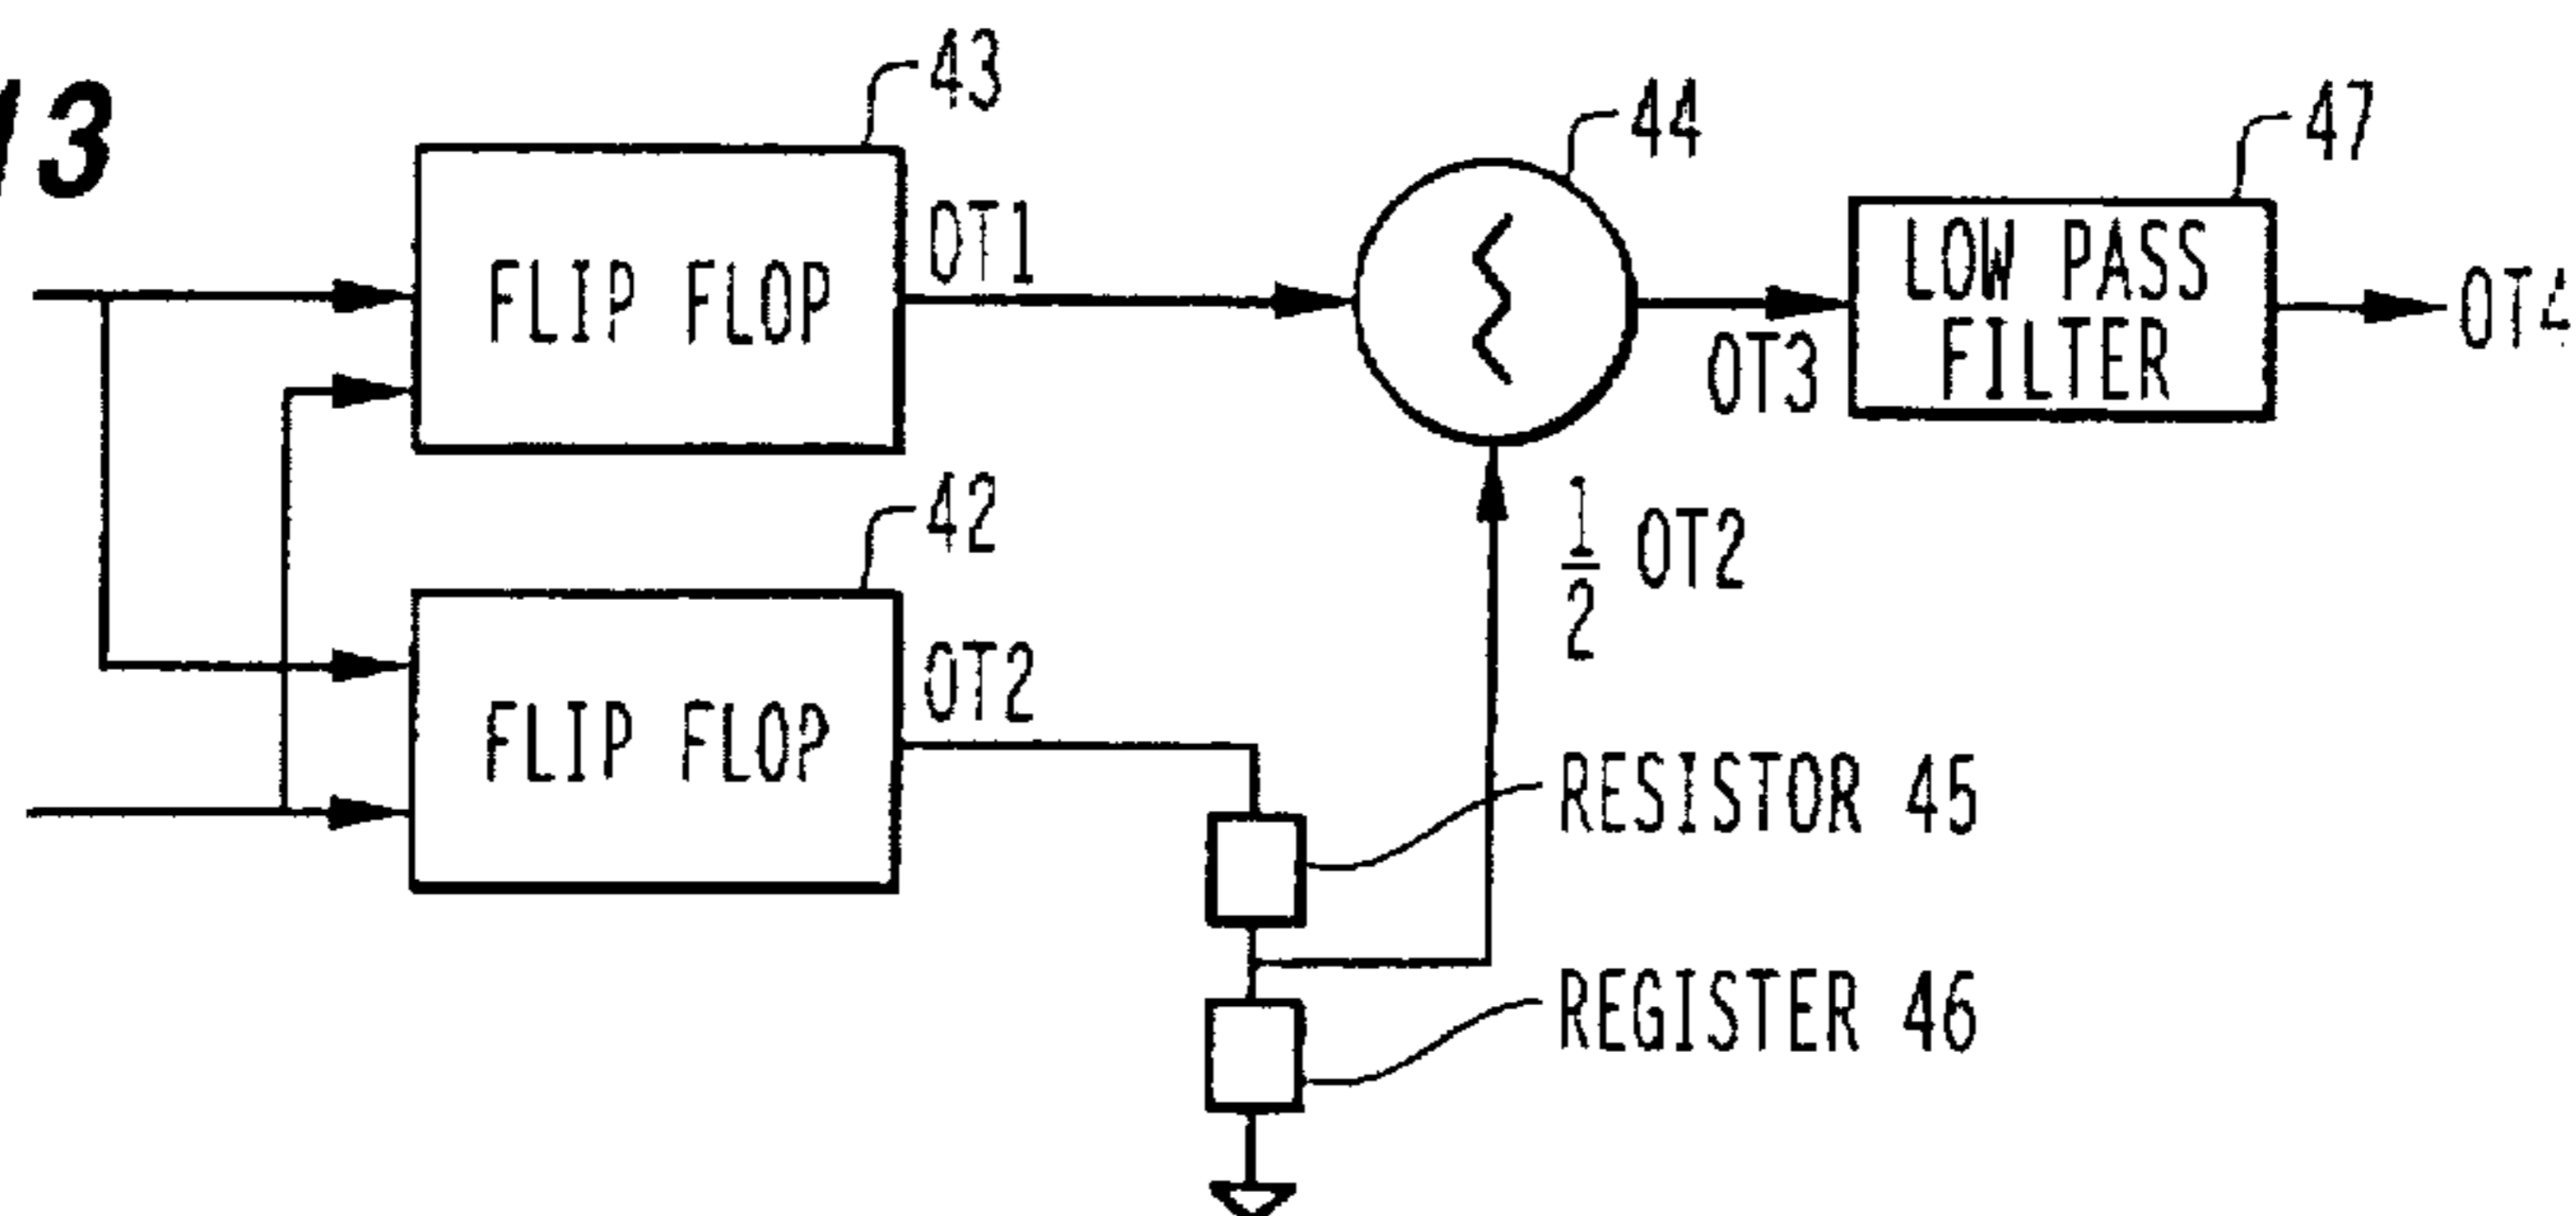 13
43
44
47
FLIP FLOP
OT1
LOW PASS
FILTER
OT3
OT4
42
1/2 OT2
FLIP FLOP
OT2
RESISTOR 45
REGISTER 46